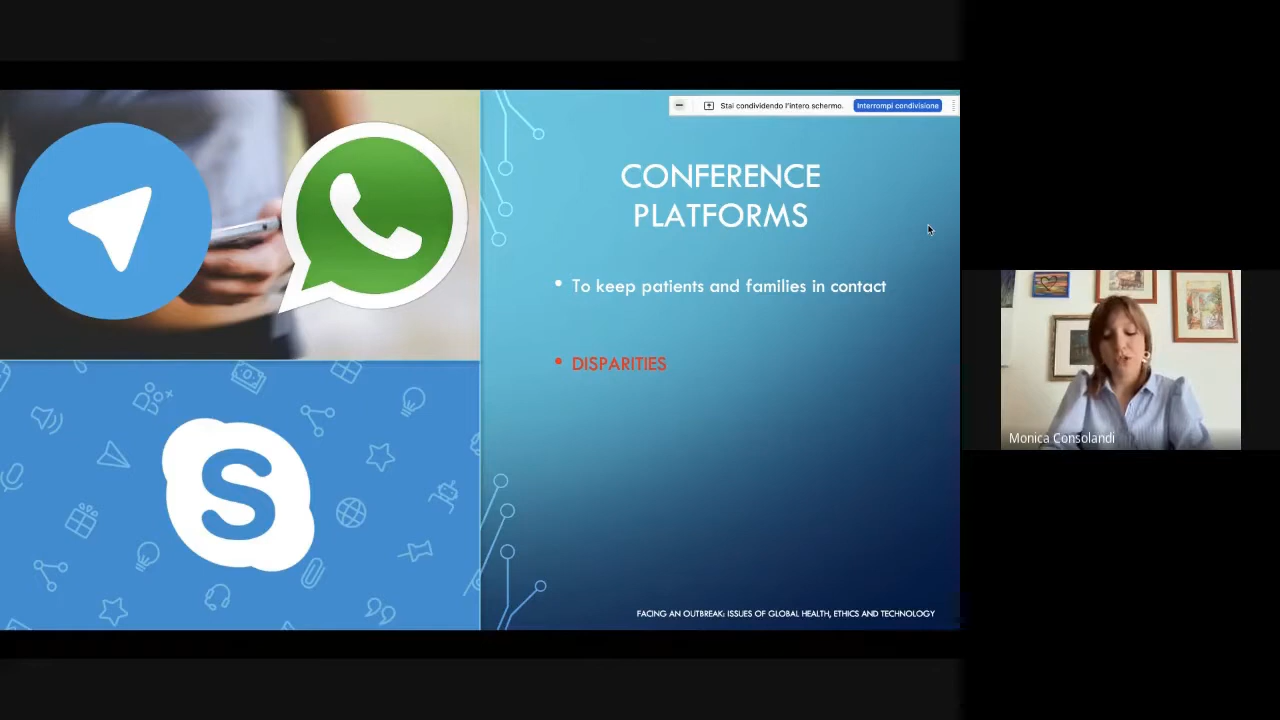 Stai condividendo l'intero schermo. Interrompi condivisione
CONFERENCE
PLATFORMS
• To keep patients and families in contact
• DISPARITIES
S
Monica Consolandi
FACING AN OUTBREAK: ISSUES OF GLOBAL HEALTH, ETHICS AND TECHNOLOGY